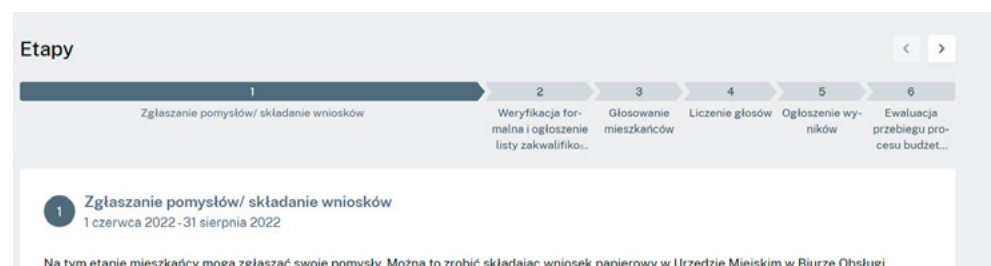 Etapy
1
2
3
4
5
6
Zgłaszanie pomysłów/ składanie wniosków
Weryfikacja for-
malna i ogłoszenie
listy zakwalifiko...
Głosowanie
mieszkańców
Liczenie głosów
Ogłoszenie wy-
ników
Ewaluacja
przebiegu pro-
cesu budżet...
1
Zgłaszanie pomysłów/ składanie wniosków
1 czerwca 2022 - 31 sierpnia 2022
Na tym etapie mieszkańcy mogą zgłaszać swoje pomysły. Można to zrobić składając wniosek papierowy w Urzędzie Miejskim w Biurze Obsługi